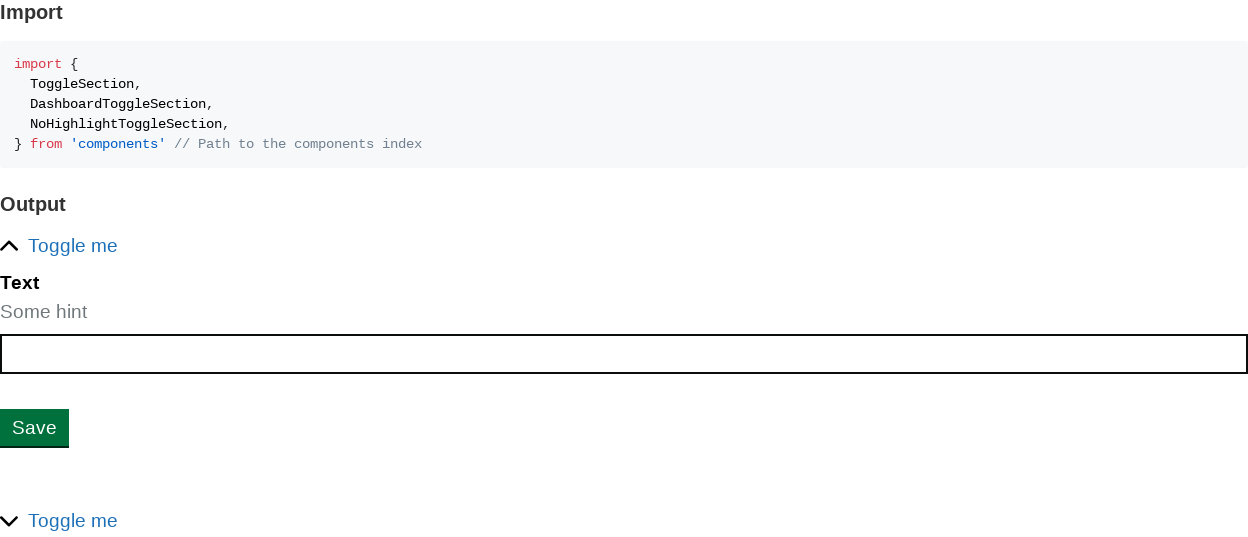 Import
import {
  ToggleSection,
  DashboardToggleSection,
  NoHighlightToggleSection,
} from 'components' // Path to the components index
Output
Toggle me
Text
Some hint
Save
Toggle me